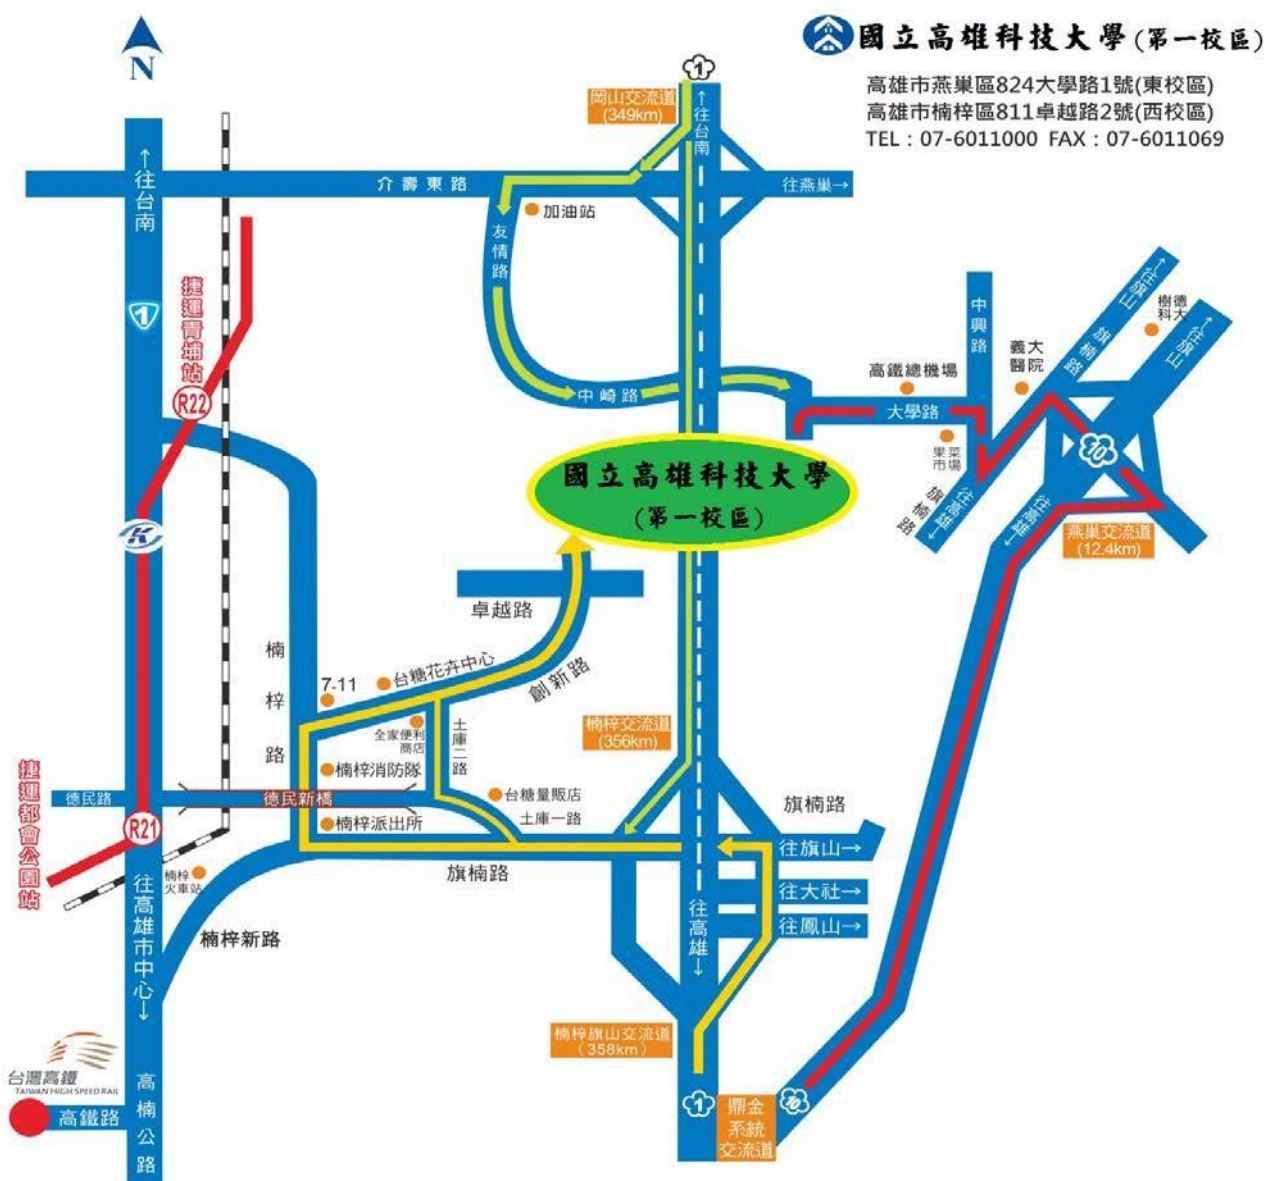 國立高雄科技大學(第一校區)
高雄市燕巢區824大學路1號(東校區)
高雄市楠梓區811卓越路2號(西校區)
TEL：07-6011000 FAX：07-6011069
N
1
岡山交流道
(349km)
↑往台南
↑往台南
介壽東路
往燕巢→
加油站
友情路
1
捷運青埔站
R22
中崎路
高鐵總機場
大學路
中興路
義大
醫院
果菜
市場
旗楠路
↑往旗山
樹德
科大
↑往旗山
10
旗楠路
往高雄→
往高雄→
燕巢交流道
(12.4km)
國立高雄科技大學
(第一校區)
K
卓越路
台糖花卉中心
創新路
楠梓路
7-11
全家便利
商店
土庫二路
楠梓交流道
(356km)
楠梓消防隊
德民路
德民新橋
台糖量販店
土庫一路
楠梓派出所
旗楠路
旗楠路
往旗山→
往大社→
往鳳山→
捷運都會公園站
R21
楠梓
火車站
往高雄市中心→
楠梓新路
往高雄→
楠梓旗山交流道
(358km)
台灣高鐵
TAIWAN HIGH SPEED RAIL
高鐵路
高楠公路
1
鼎金
系統
交流道
10